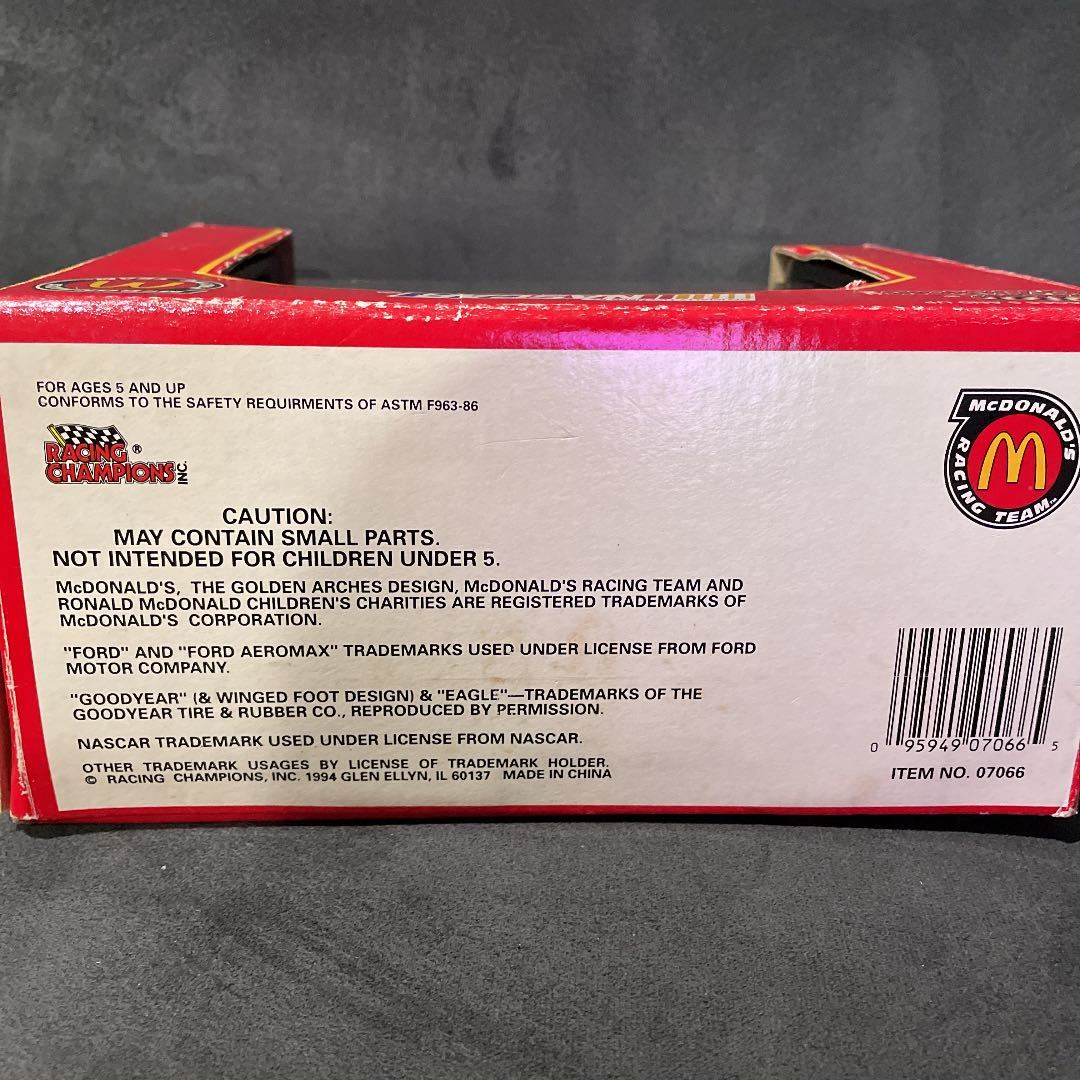 FOR AGES 5 AND UP
CONFORMS TO THE SAFETY REQUIRMENTS OF ASTM F963-86
RACING ®
CHAMPIONS INC.
CAUTION:
MAY CONTAIN SMALL PARTS.
NOT INTENDED FOR CHILDREN UNDER 5.
McDONALD'S, THE GOLDEN ARCHES DESIGN, McDONALD'S RACING TEAM AND
RONALD McDONALD CHILDREN'S CHARITIES ARE REGISTERED TRADEMARKS OF
McDONALD'S CORPORATION.
"FORD" AND "FORD AEROMAX" TRADEMARKS USED UNDER LICENSE FROM FORD
MOTOR COMPANY.
"GOODYEAR" (& WINGED FOOT DESIGN) & "EAGLE"—TRADEMARKS OF THE
GOODYEAR TIRE & RUBBER CO., REPRODUCED BY PERMISSION.
NASCAR TRADEMARK USED UNDER LICENSE FROM NASCAR.
OTHER TRADEMARK USAGES BY LICENSE OF TRADEMARK HOLDER.
© RACING CHAMPIONS, INC. 1994 GLEN ELLYN, IL 60137 MADE IN CHINA
McDONALD'S
M
RACING TEAM™
0 95949 07066 5
ITEM NO. 07066